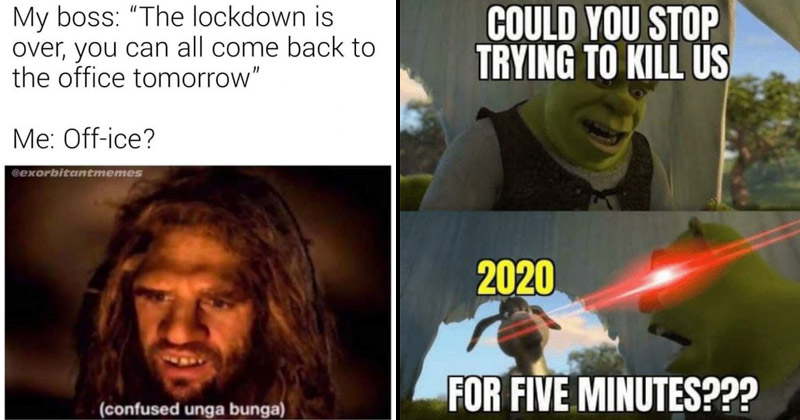 My boss: “The lockdown is
over, you can all come back to
the office tomorrow”
Me: Off-ice?
@exorbitantmemes
(confused unga bunga)
COULD YOU STOP
TRYING TO KILL US
2020
FOR FIVE MINUTES???